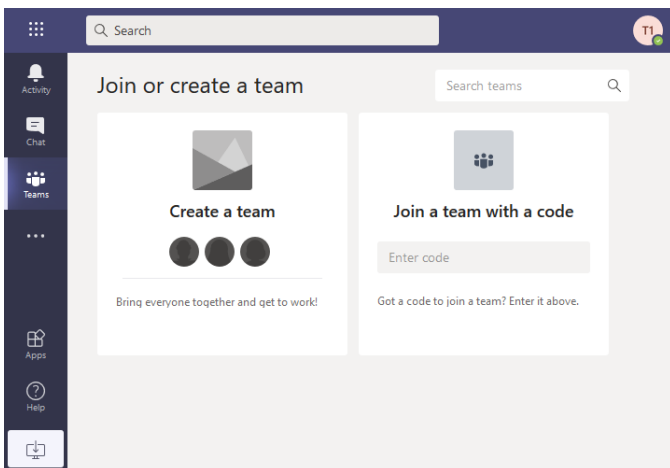 Search
T1
Activity
Chat
Teams
Apps
Help
Join or create a team
Search teams
Create a team
Bring everyone together and get to work!
Join a team with a code
Enter code
Got a code to join a team? Enter it above.